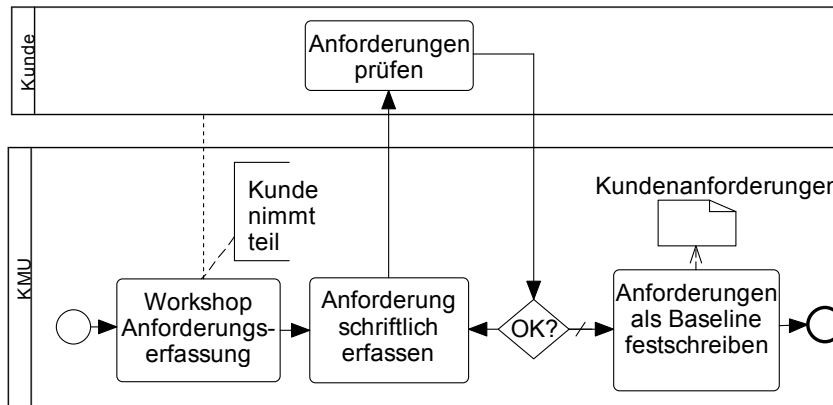 Kunde
Anforderungen
prüfen
KMU
Kunde
nimmt
teil
Kundenanforderungen
Workshop
Anforderungs-
erfassung
Anforderung
schriftlich
erfassen
OK?
Anforderungen
als Baseline
festschreiben